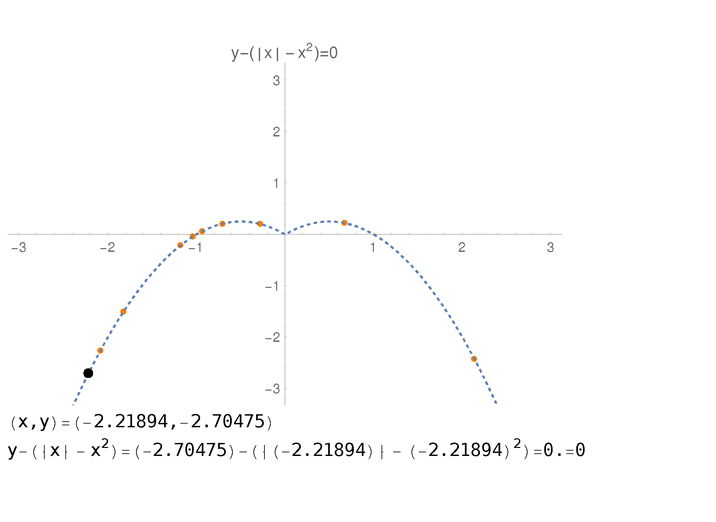 y−(|x| − x²)=0
3
2
1
−3 −2 −1 1 2 3
−1
−2
−3
(x,y)=(−2.21894,−2.70475)
y−(|x| − x²)=(−2.70475)−(|(−2.21894)| − (−2.21894)²)=0.=0